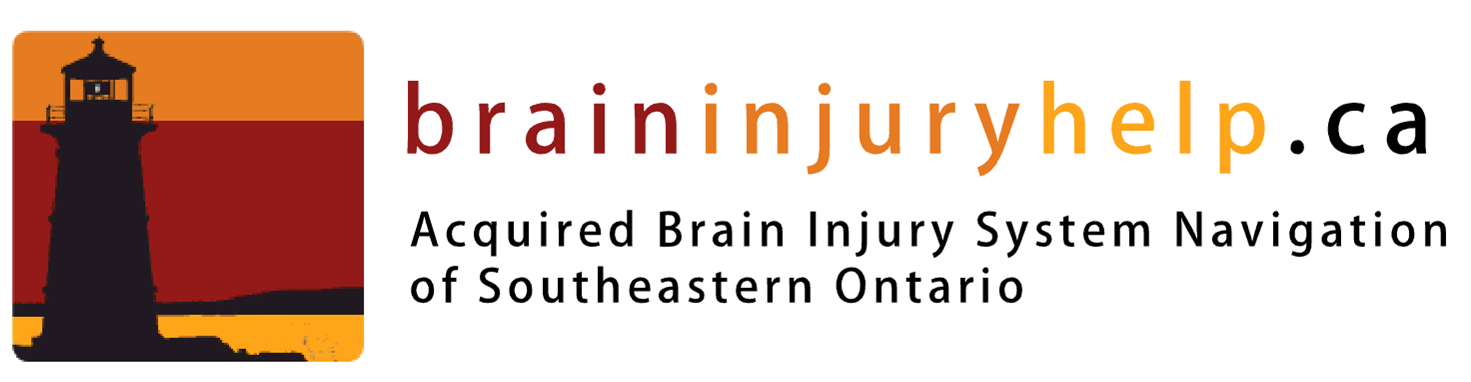 braininjuryhelp.ca
Acquired Brain Injury System Navigation
of Southeastern Ontario